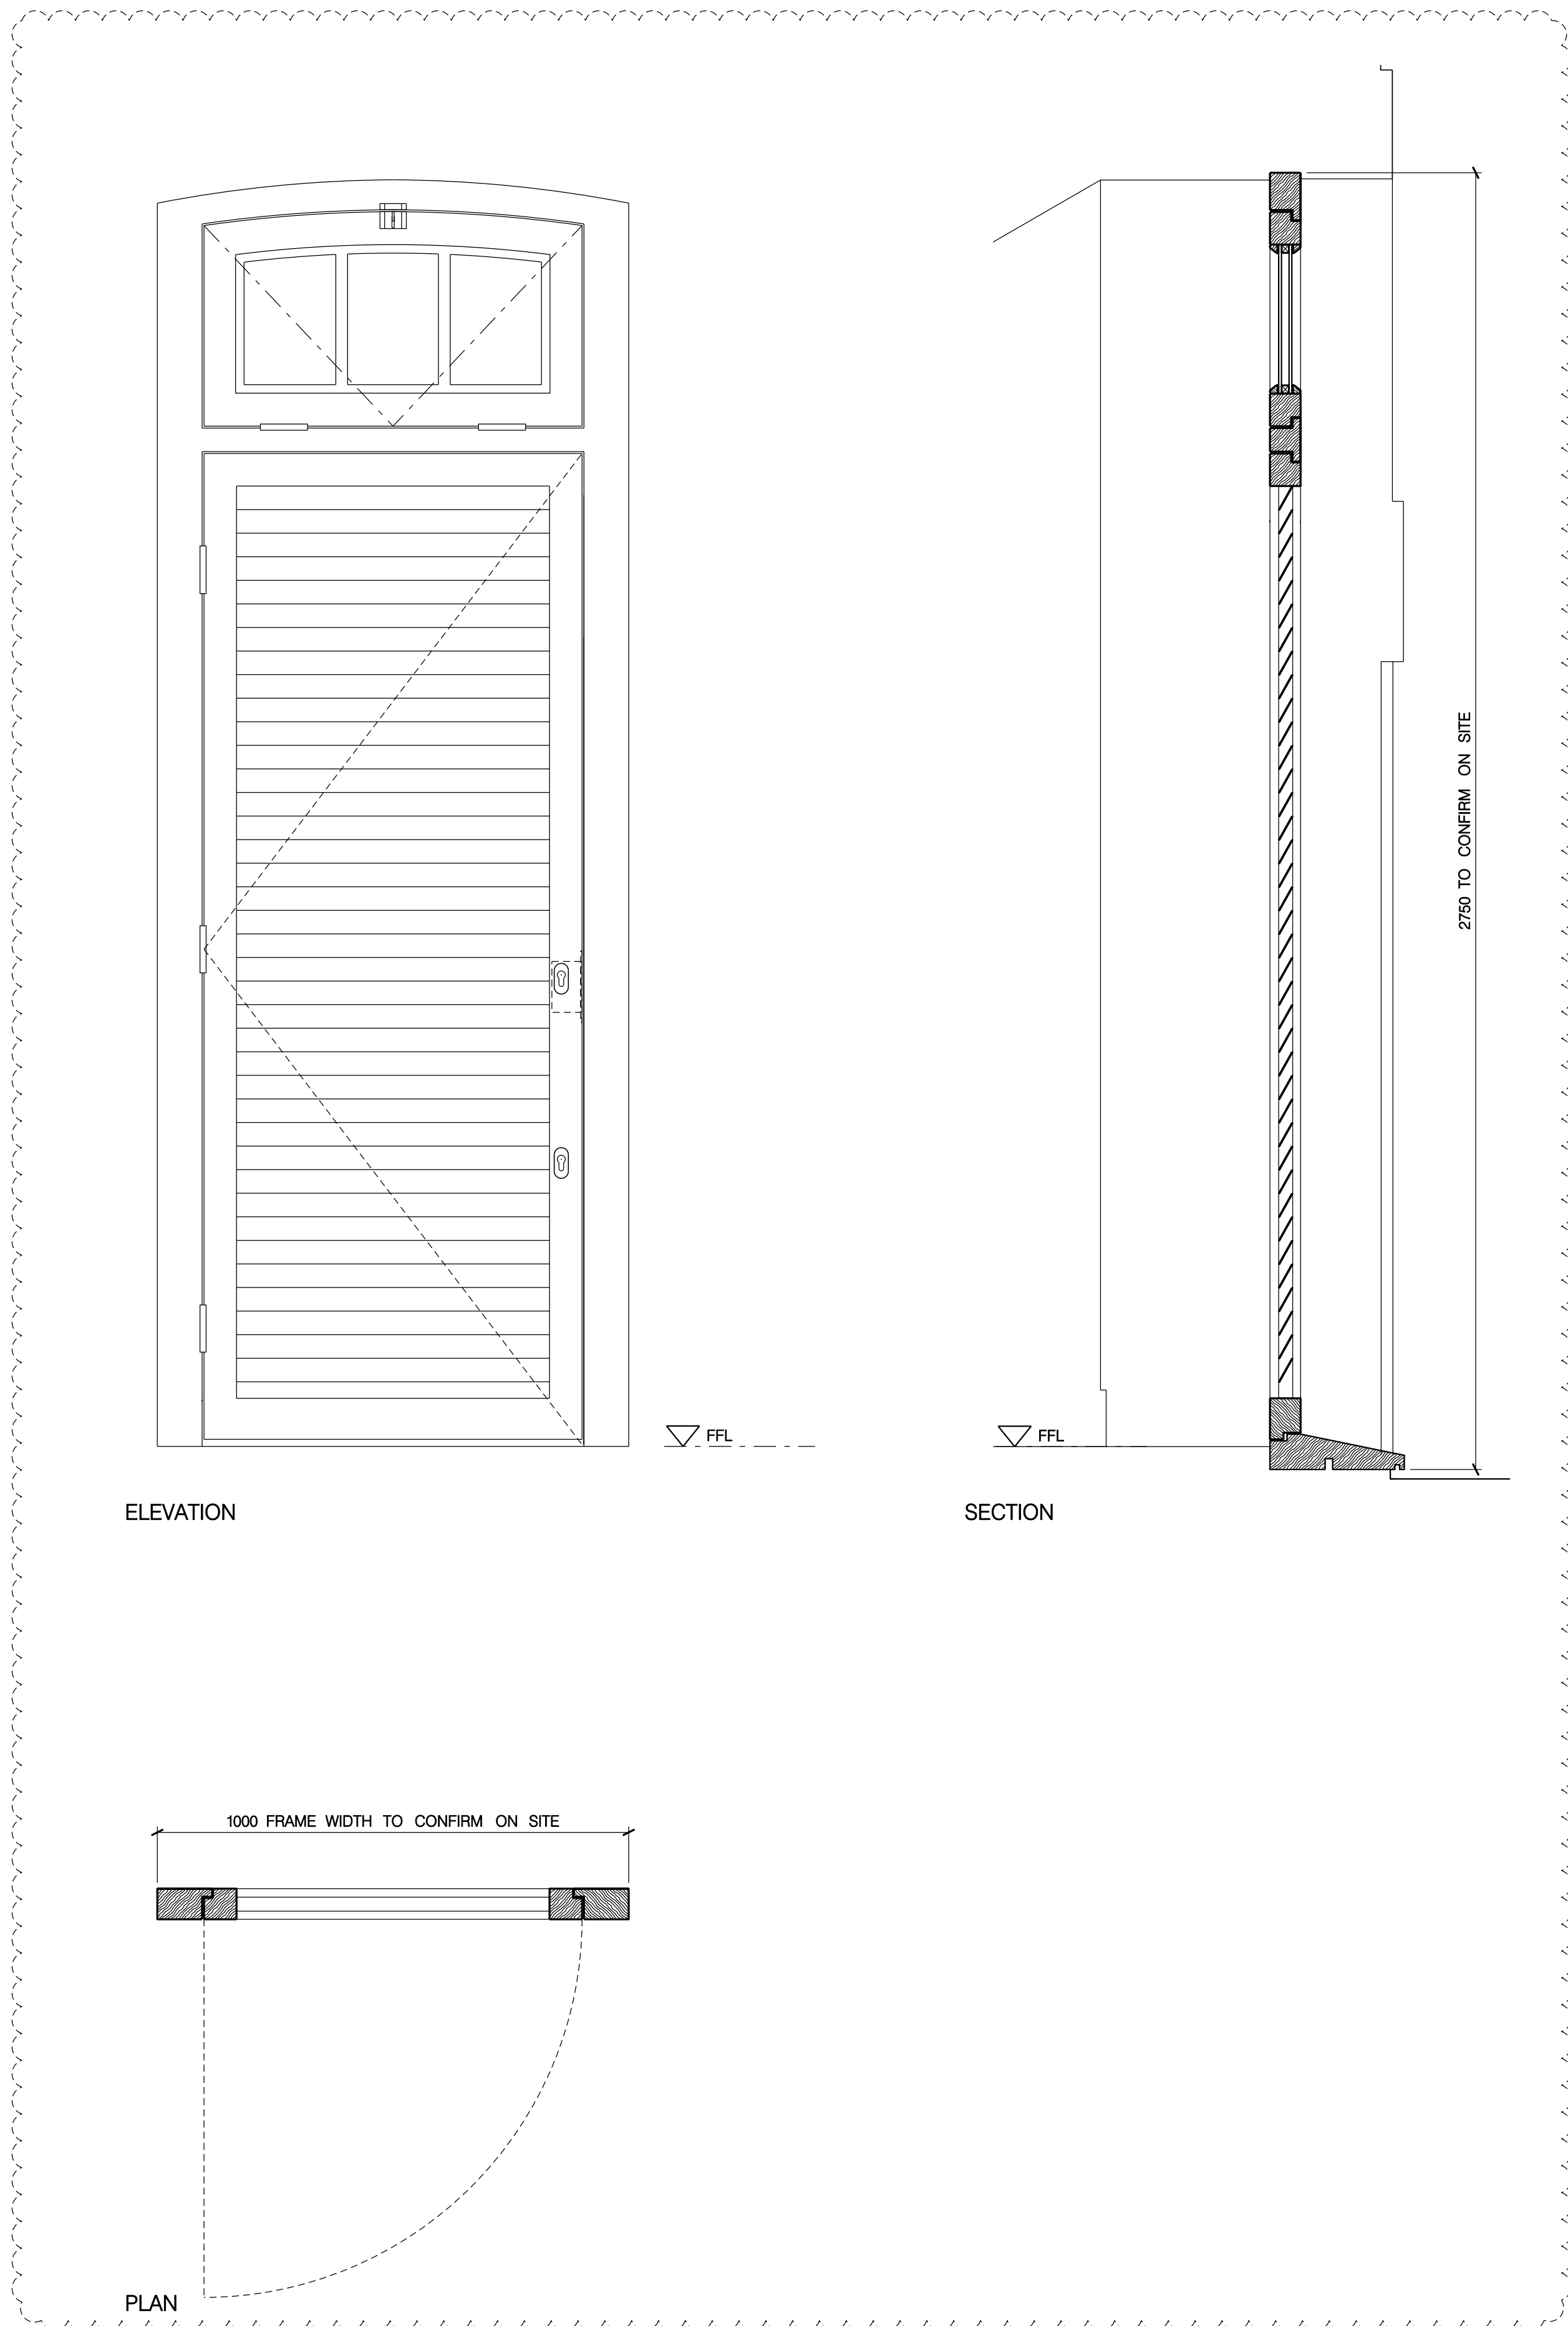 2750 TO CONFIRM ON SITE
FFL
FFL
ELEVATION
SECTION
1000 FRAME WIDTH TO CONFIRM ON SITE
PLAN